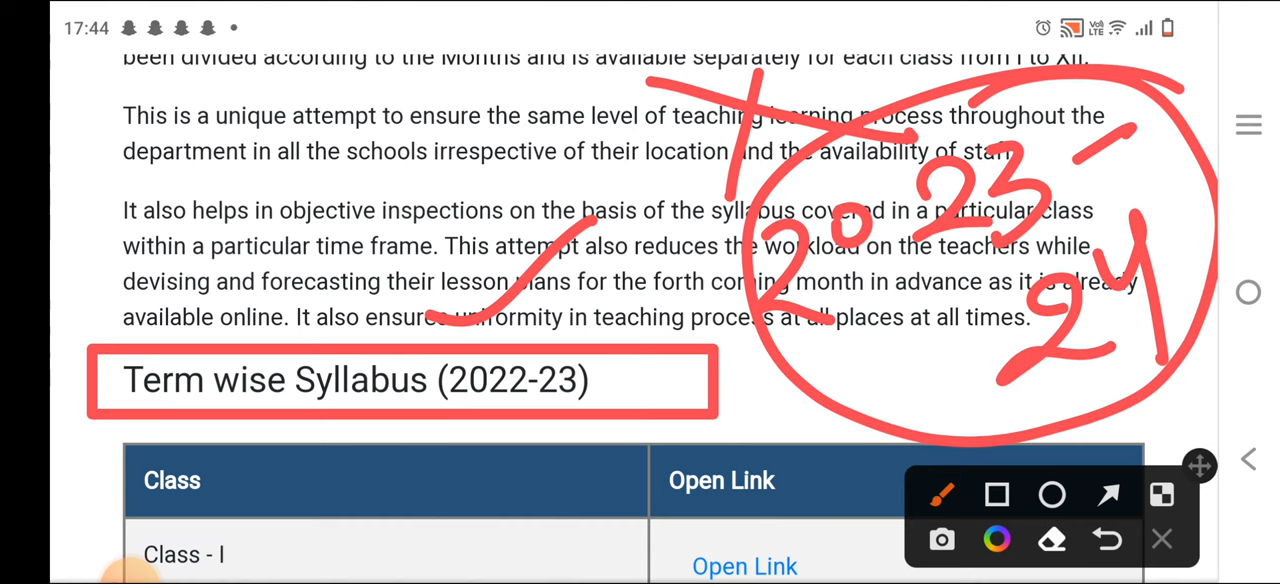 17:44
Vo)
LTE
been divided according to the Months and is available separately for each class from I to XII.
This is a unique attempt to ensure the same level of teaching learning process throughout the
department in all the schools irrespective of their location and the availability of staff
It also helps in objective inspections on the basis of the syllabus covered in a particular class
within a particular time frame. This attempt also reduces the workload on the teachers while
devising and forecasting their lesson plans for the forth coming month in advance as it is already
available online. It also ensures uniformity in teaching process at all places at all times.
2023-
24
Term wise Syllabus (2022-23)
Class Open Link
Class - I Open Link